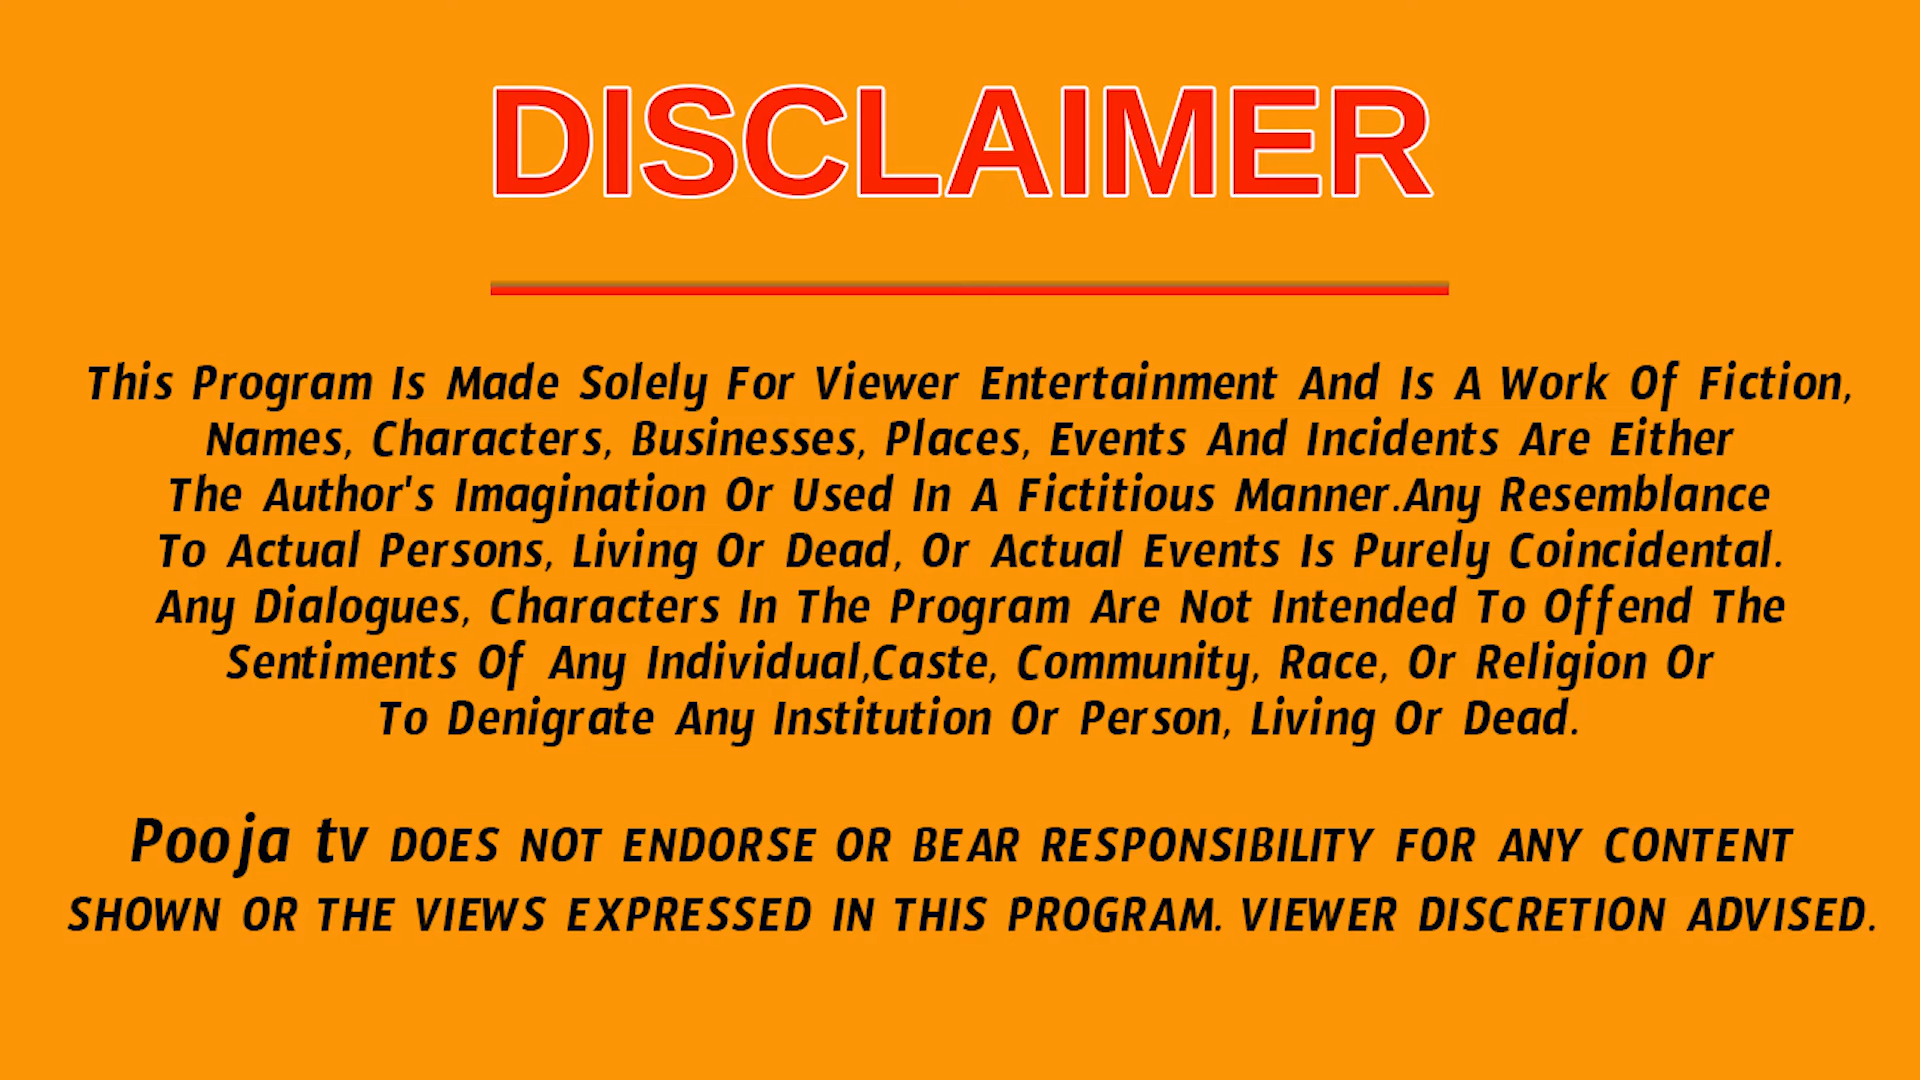 DISCLAIMER
This Program Is Made Solely For Viewer Entertainment And Is A Work Of Fiction,
Names, Characters, Businesses, Places, Events And Incidents Are Either
The Author's Imagination Or Used In A Fictitious Manner.Any Resemblance
To Actual Persons, Living Or Dead, Or Actual Events Is Purely Coincidental.
Any Dialogues, Characters In The Program Are Not Intended To Offend The
Sentiments Of Any Individual,Caste, Community, Race, Or Religion Or
To Denigrate Any Institution Or Person, Living Or Dead.
Pooja tv DOES NOT ENDORSE OR BEAR RESPONSIBILITY FOR ANY CONTENT
SHOWN OR THE VIEWS EXPRESSED IN THIS PROGRAM. VIEWER DISCRETION ADVISED.